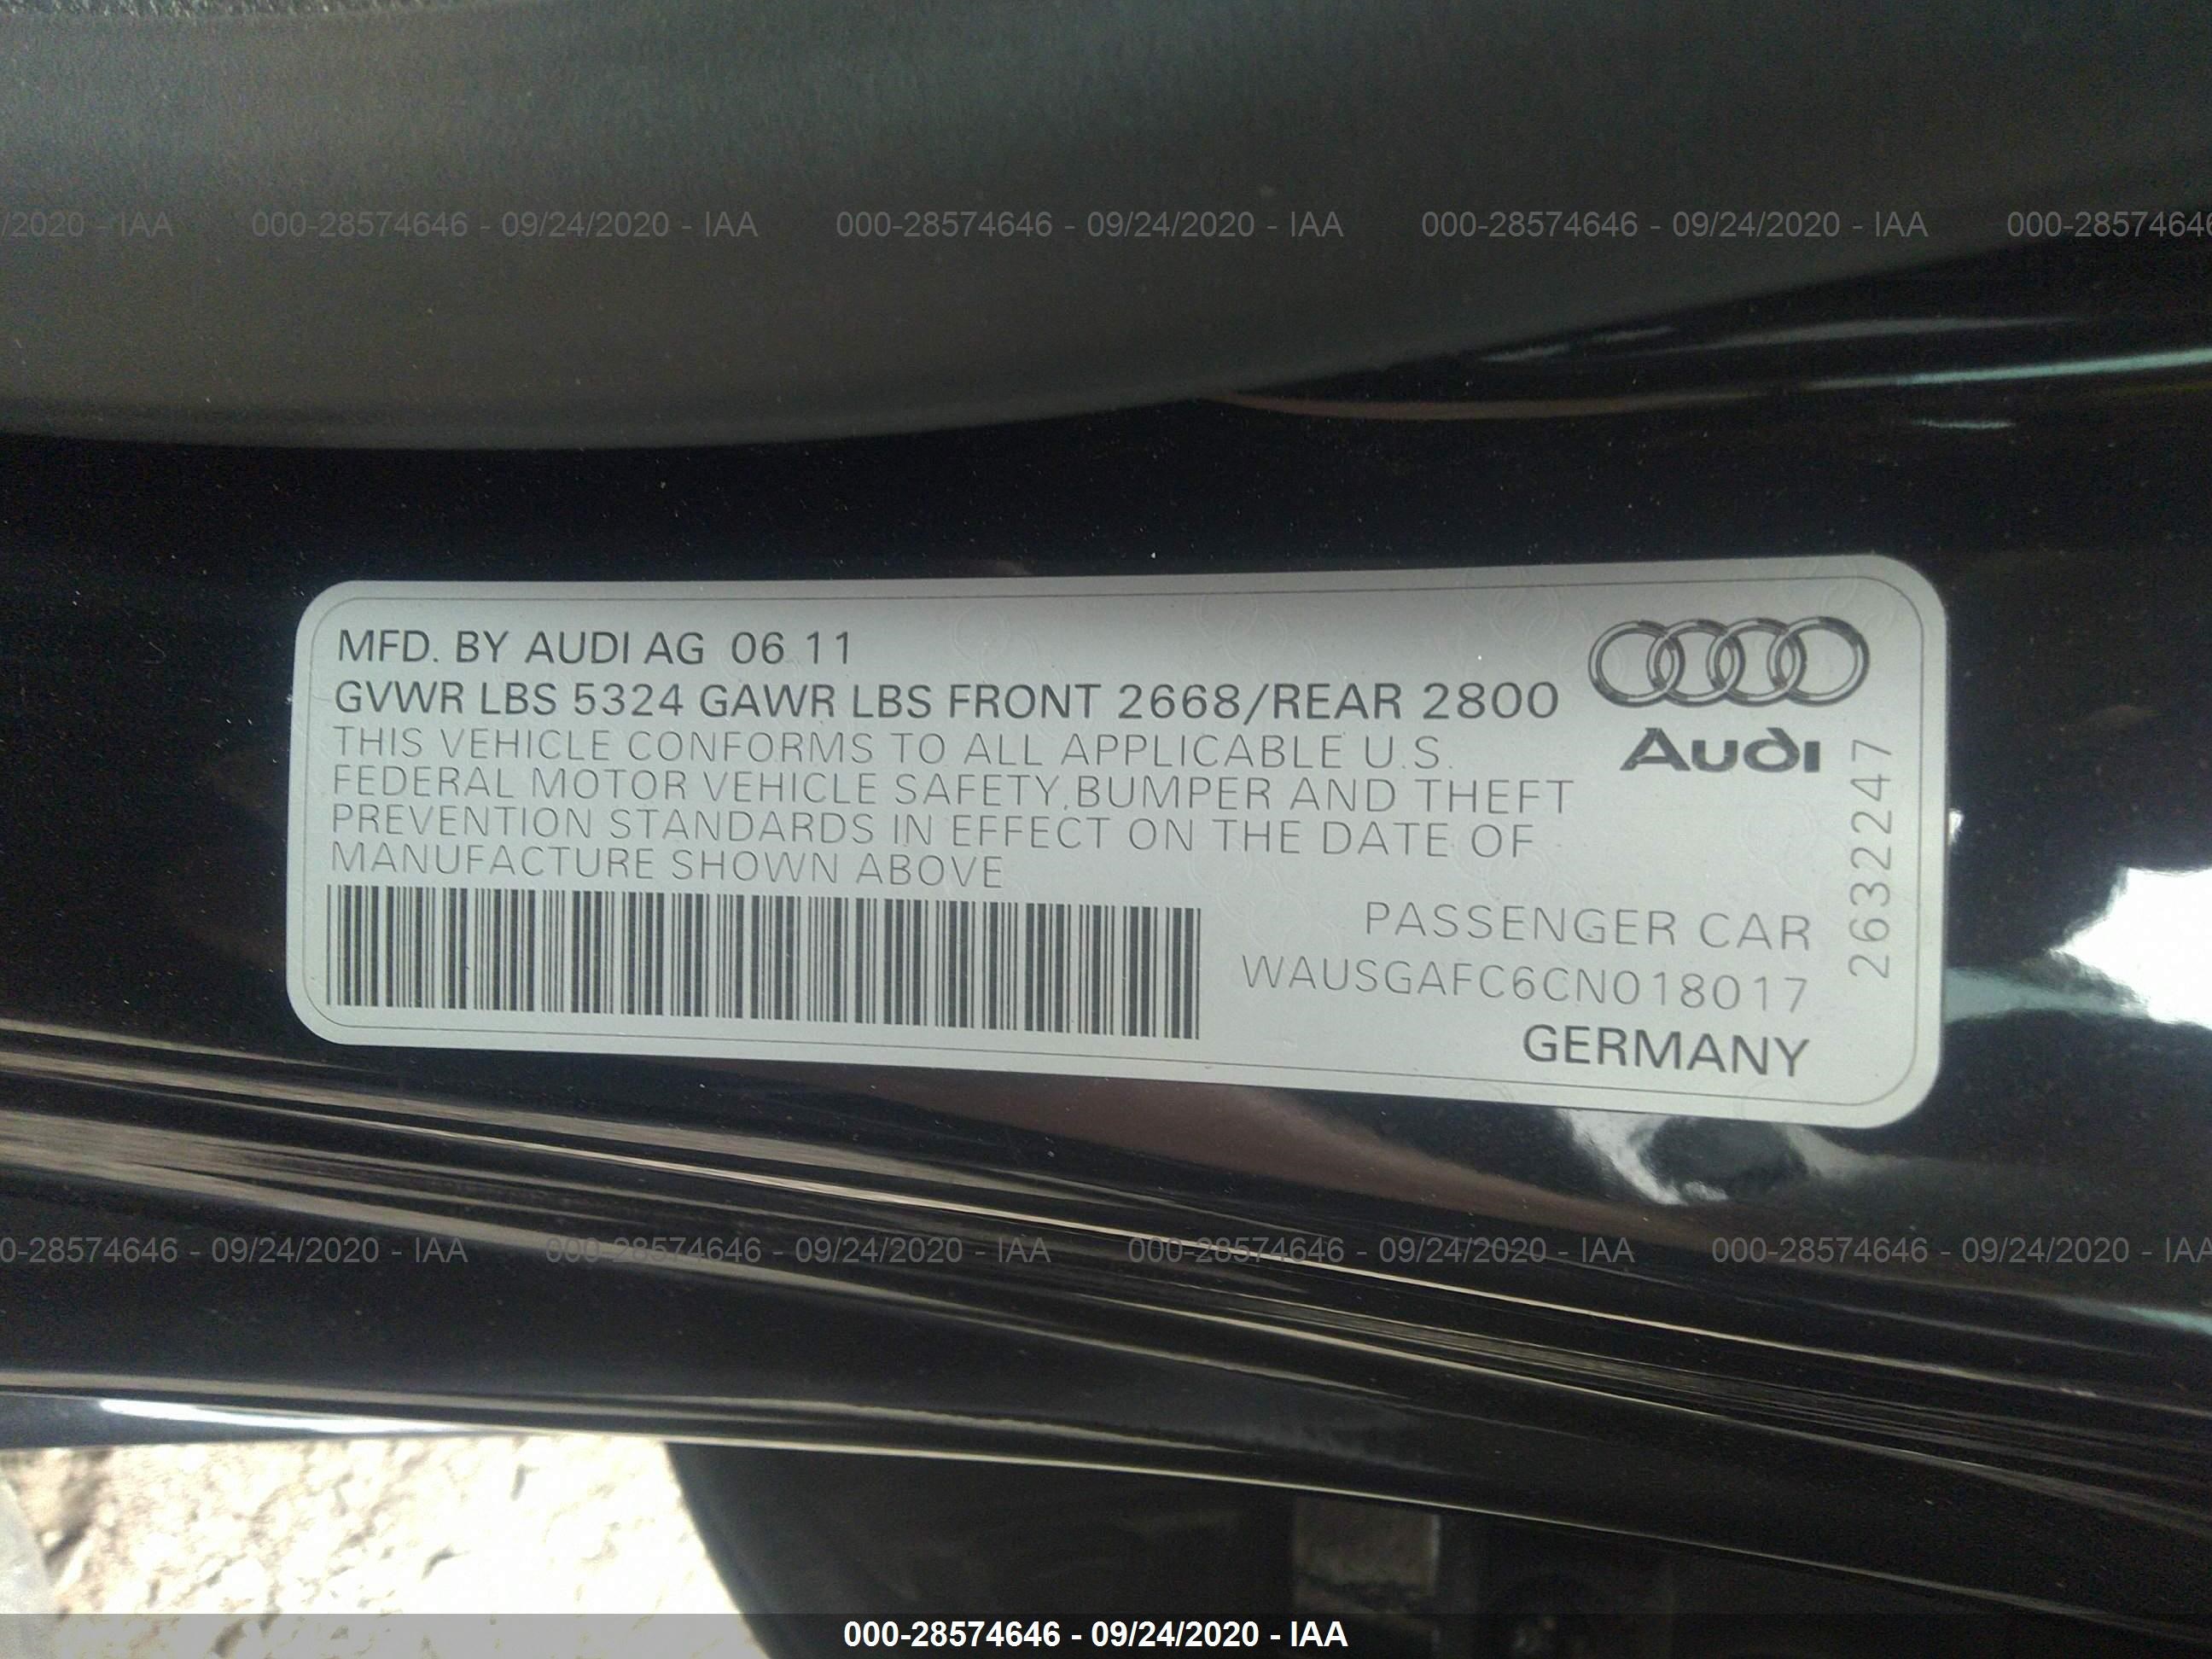 /2020 - IAA 000-28574646 - 09/24/2020 - IAA 000-28574646 - 09/24/2020 - IAA 000-28574646 - 09/24/2020 - IAA 000-28574646
MFD. BY AUDI AG 06 11
GVWR LBS 5324 GAWR LBS FRONT 2668/REAR 2800
THIS VEHICLE CONFORMS TO ALL APPLICABLE U.S.
FEDERAL MOTOR VEHICLE SAFETY,BUMPER AND THEFT
PREVENTION STANDARDS IN EFFECT ON THE DATE OF
MANUFACTURE SHOWN ABOVE
Audi
2632247
PASSENGER CAR
WAUSGAFC6CN018017
GERMANY
0-28574646 - 09/24/2020 - IAA 000-28574646 - 09/24/2020 - IAA 000-28574646 - 09/24/2020 - IAA 000-28574646 - 09/24/2020 - IAA
000-28574646 - 09/24/2020 - IAA